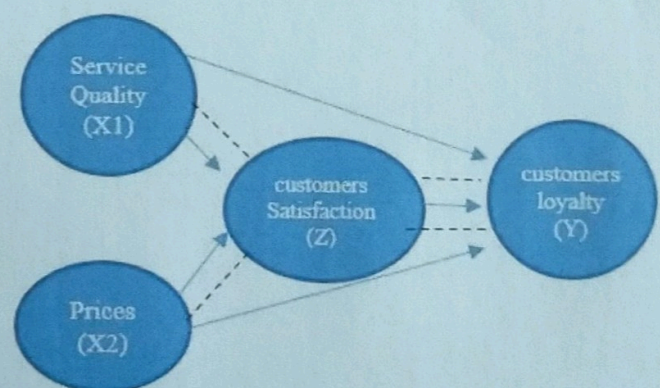 Service
Quality
(X1)
customers
Satisfaction
(Z)
customers
loyalty
(Y)
Prices
(X2)